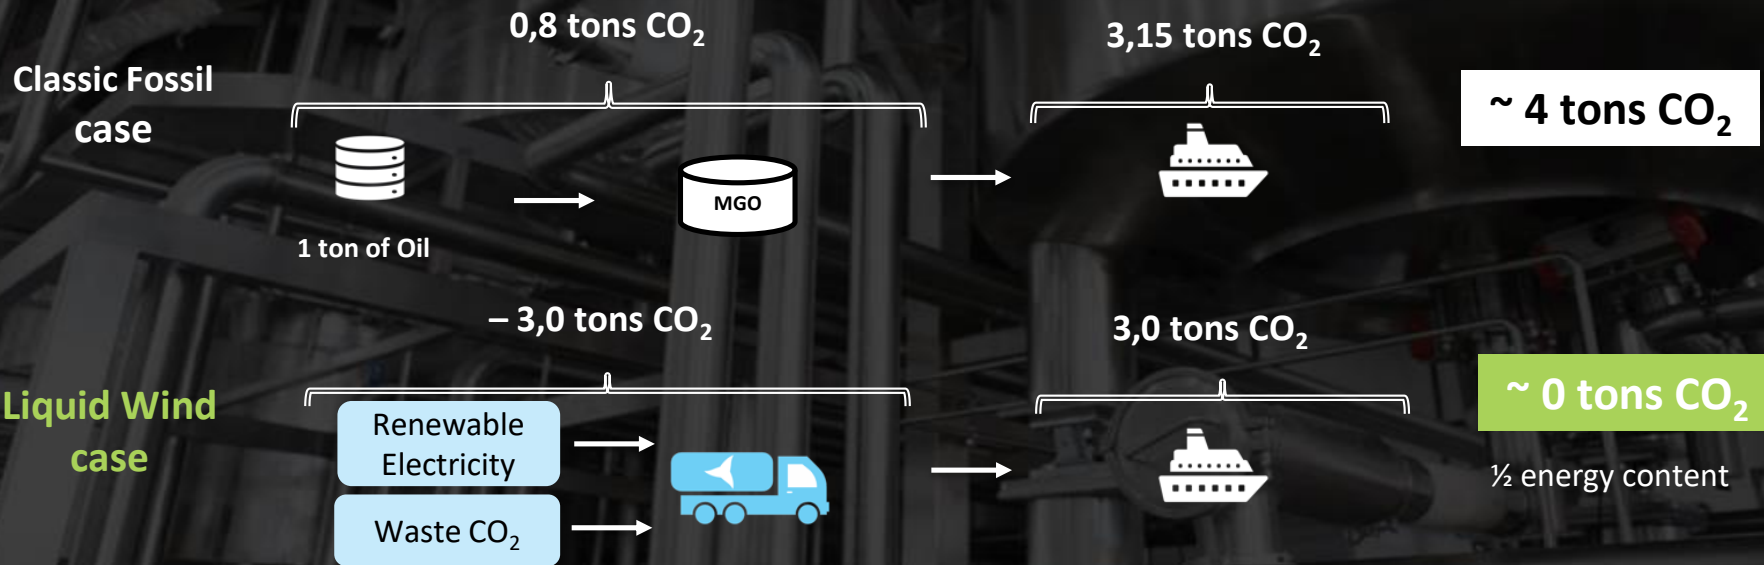 0,8 tons CO₂
3,15 tons CO₂
Classic Fossil
case
~ 4 tons CO₂
MGO
1 ton of Oil
– 3,0 tons CO₂
3,0 tons CO₂
Liquid Wind
case
~ 0 tons CO₂
Renewable
Electricity
½ energy content
Waste CO₂